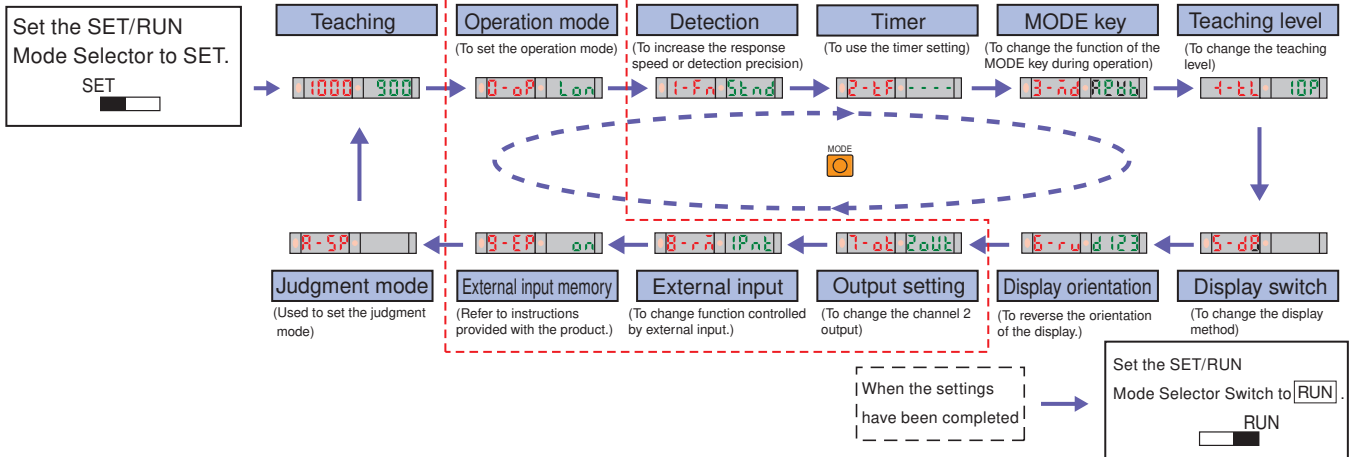 Set the SET/RUN
Mode Selector to SET.
SET
Teaching
1000 900
Operation mode
(To set the operation mode)
0-oP Lon
Detection
(To increase the response
speed or detection precision)
1-Fn Stnd
Timer
(To use the timer setting)
2-tF ----
MODE key
(To change the function of the
MODE key during operation)
3-
Teaching level
(To change the teaching
level)
4-tL 10P
MODE
A-SP
9-EP on
8-rm 1Pnt
7-ot 2oUt
6-ru d123
5-d8
Judgment mode
(Used to set the judgment
mode)
External input memory
(Refer to instructions
provided with the product.)
External input
(To change function controlled
by external input.)
Output setting
(To change the channel 2
output)
Display orientation
(To reverse the orientation
of the display.)
Display switch
(To change the display
method)
When the settings
have been completed
Set the SET/RUN
Mode Selector Switch to RUN .
RUN